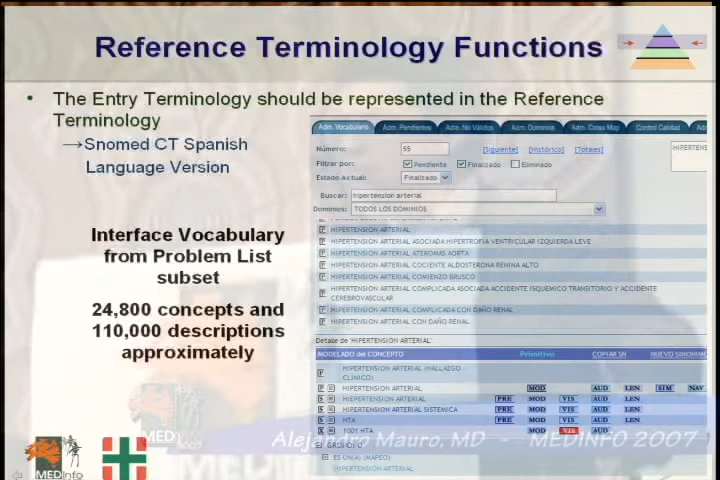 Reference Terminology Functions
• The Entry Terminology should be represented in the Reference
Terminology
→Snomed CT Spanish
Language Version
Interface Vocabulary
from Problem List
subset
24,800 concepts and
110,000 descriptions
approximately
Adm. Vocabulario Adm. Pendientes Adm. No Válidos Adm. Dominios Adm. Cross Map Control Calidad
Número: 55 [Siguiente] [Histórico] [Totales]
HIPERTENS
Filtrar por: Pendiente Finalizado Eliminado
Estado Actual: Finalizado
Buscar: hipertension arterial
Dominios: TODOS LOS DOMINIOS
P HIPERTENSION ARTERIAL
P HIPERTENSION ARTERIAL ASOCIADA HIPERTROFIA VENTRICULAR IZQUIERDA LEVE
P HIPERTENSION ARTERIAL ATEROMAS AORTA
P HIPERTENSION ARTERIAL COCIENTE ALDOSTERONA RENINA ALTO
P HIPERTENSION ARTERIAL COMIENZO BRUSCO
P HIPERTENSION ARTERIAL COMPLICADA ASOCIADA ACCIDENTE ISQUEMICO TRANSITORIO Y ACCIDENTE
CEREBROVASCULAR
P HIPERTENSION ARTERIAL COMPLICADA CON DAÑO RENAL
P HIPERTENSION ARTERIAL CON DAÑO RENAL
Detalle de 'HIPERTENSION ARTERIAL'
MODELADO del CONCEPTO Primitivo COPIAR SN NUEVO SINONIMO
F HIPERTENSION ARTERIAL (HALLAZGO
CLINICO)
P HIPERTENSION ARTERIAL MOD AUD LEN SIM NAV
S HIEPERTENSION ARTERIAL PRE MOD VIS AUD LEN
S HIPERTENSION ARTERIAL SISTEMICA PRE MOD VIS AUD LEN
S HTA PRE MOD VIS AUD LEN
X 1001 HTA MOD VIS AUD
GRUPO: 0
ES UN(A) (MAPEO)
HIPERTENSION ARTERIAL
Alejandro Mauro, MD - MEDINFO 2007
MEDInfo